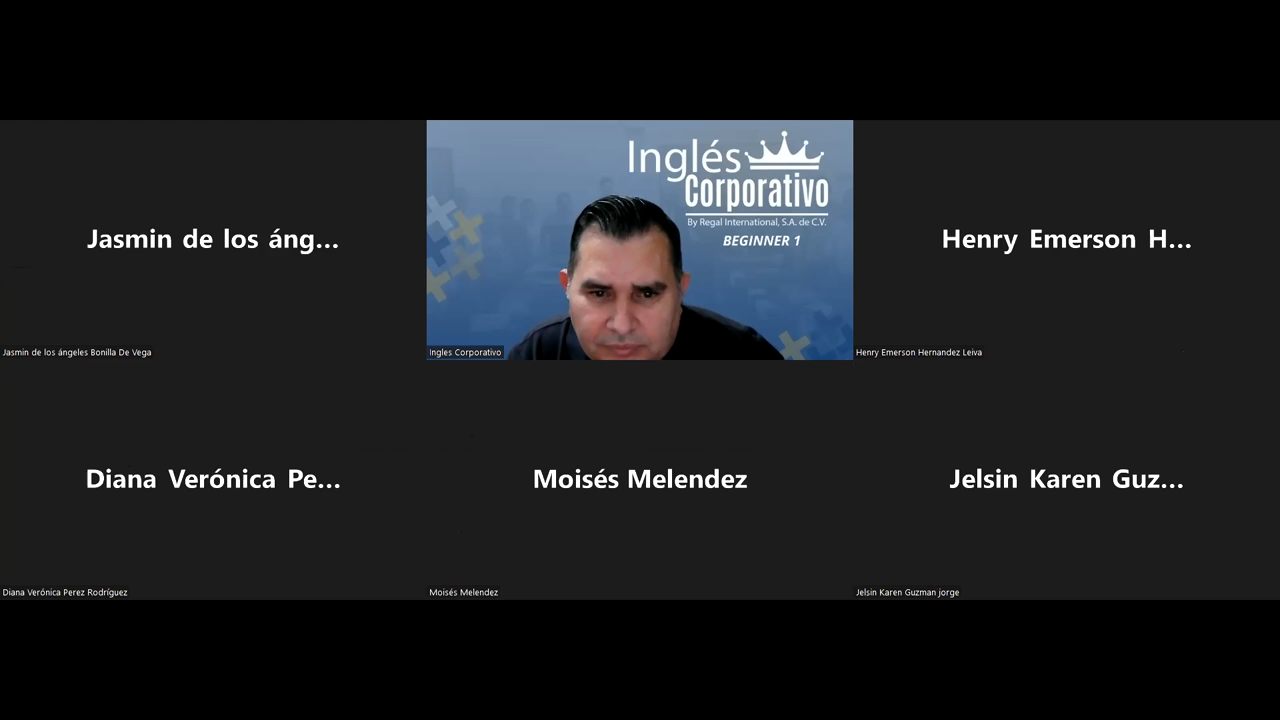 Jasmin de los áng...
Jasmin de los ángeles Bonilla De Vega
Inglés
Corporativo
By Regal International, S.A. de C.V.
BEGINNER 1
Ingles Corporativo
Henry Emerson H...
Henry Emerson Hernandez Leiva
Diana Verónica Pe...
Diana Verónica Perez Rodríguez
Moisés Melendez
Moisés Melendez
Jelsin Karen Guz...
Jelsin Karen Guzman jorge